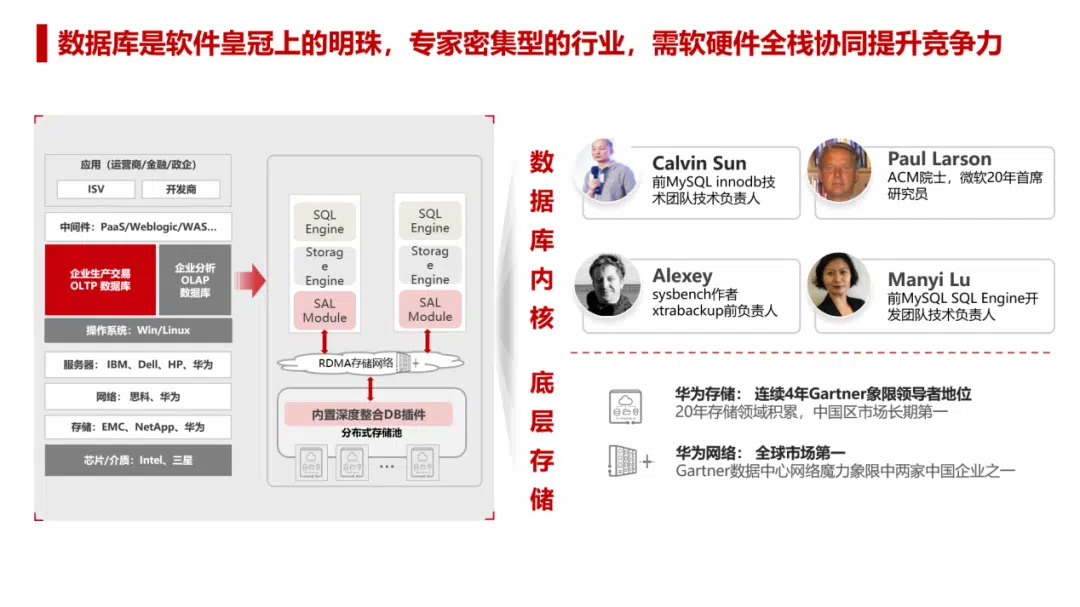 数据库是软件皇冠上的明珠，专家密集型的行业，需软硬件全栈协同提升竞争力
应用（运营商/金融/政企）
ISV
开发商
中间件：PaaS/Weblogic/WAS...
企业生产交易
OLTP 数据库
企业分析
OLAP
数据库
操作系统：Win/Linux
服务器： IBM、Dell、HP、华为
网络： 思科、华为
存储：EMC、NetApp、华为
芯片/介质：Intel、三星
SQL
Engine
Storag
e
Engine
SAL
Module
SQL
Engine
Storag
e
Engine
SAL
Module
RDMA存储网络
内置深度整合DB插件
分布式存储池
...
数据库内核
Calvin Sun
前MySQL innodb技
术团队技术负责人
Paul Larson
ACM院士，微软20年首席
研究员
Alexey
sysbench作者
xtrabackup前负责人
Manyi Lu
前MySQL SQL Engine开
发团队技术负责人
底层存储
华为存储： 连续4年Gartner象限领导者地位
20年存储领域积累，中国区市场长期第一
华为网络： 全球市场第一
Gartner数据中心网络魔力象限中两家中国企业之一